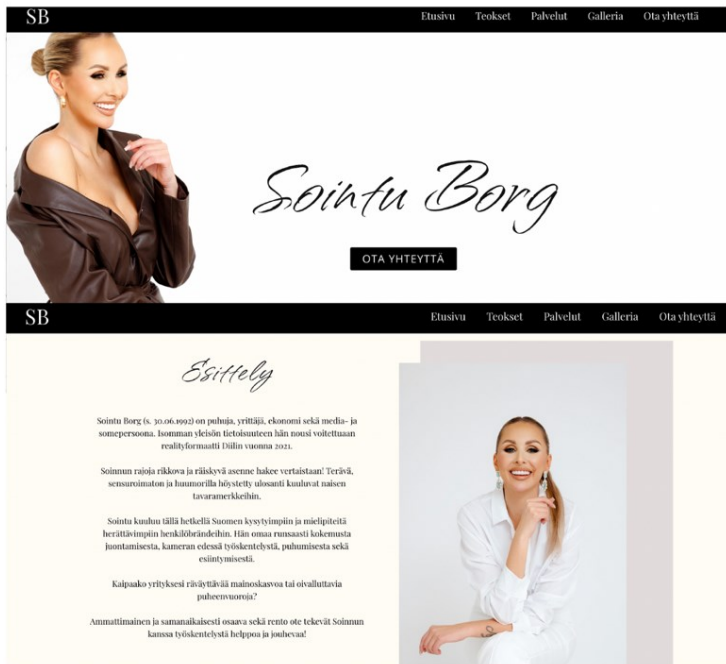 SB
Etusivu Teokset Palvelut Galleria Ota yhteyttä
Sointu Borg
OTA YHTEYTTÄ
SB
Etusivu Teokset Palvelut Galleria Ota yhteyttä
Esittely
Sointu Borg (s. 30.06.1992) on puhuja, yrittäjä, ekonomi sekä media- ja
somepersoona. Isomman yleisön tietoisuuteen hän nousi voitettuaan
realityformaatti Diilin vuonna 2021.
Soinnun rajoja rikkova ja räiskyvä asenne hakee vertaistaan! Terävä,
sensuroimaton ja huumorilla höystetty ulosanti kuuluvat naisen
tavaramerkkeihin.
Sointu kuuluu tällä hetkellä Suomen kysytyimpiin ja mielipiteitä
herättävimpiin henkilöbrändeihin. Hän omaa runsaasti kokemusta
juontamisesta, kameran edessä työskentelystä, puhumisesta sekä
esiintymisestä.
Kaipaako yrityksesi räväyttävää mainoskasvoa tai oivalluttavia
puheenvuoroja?
Ammattimainen ja samanaikaisesti osaava sekä rento ote tekevät Soinnun
kanssa työskentelystä helppoa ja jouhevaa!